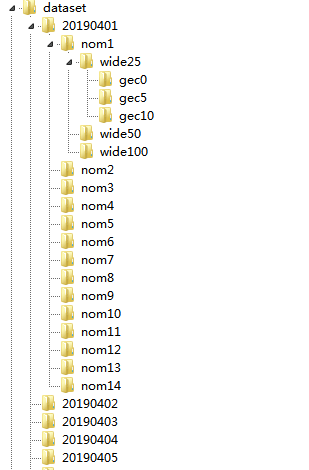 dataset
20190401
nom1
wide25
gec0
gec5
gec10
wide50
wide100
nom2
nom3
nom4
nom5
nom6
nom7
nom8
nom9
nom10
nom11
nom12
nom13
nom14
20190402
20190403
20190404
20190405